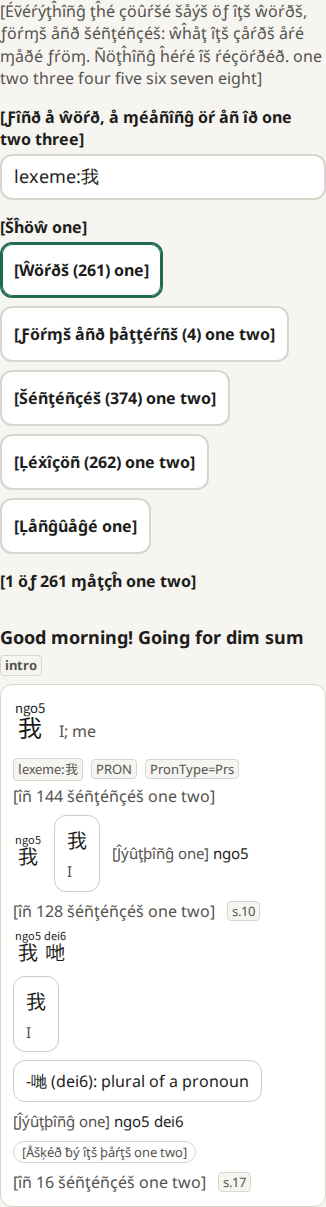 [Éṽéŕýţĥîñĝ ţĥé çöûŕšé šåýš öƒ îţš ŵöŕðš,
ƒöŕɱš åñð šéñţéñçéš: ŵĥåţ îţš çåŕðš åŕé
ɱåðé ƒŕöɱ. Ñöţĥîñĝ ĥéŕé îš ŕéçöŕðéð. one
two three four five six seven eight]
[Ƒîñð å ŵöŕð, å ɱéåñîñĝ öŕ åñ îð one
two three]
lexeme:我
[Šĥöŵ one]
[Ŵöŕðš (261) one]
[Ƒöŕɱš åñð þåţţéŕñš (4) one two]
[Šéñţéñçéš (374) one two]
[Ļéẋîçöñ (262) one two]
[Ļåñĝûåĝé one]
[1 öƒ 261 ɱåţçĥ one two]
Good morning! Going for dim sum
intro
ngo5
我 I; me
lexeme:我 PRON PronType=Prs
[îñ 144 šéñţéñçéš one two]
ngo5
我 我 I [Ĵýûţþîñĝ one] ngo5
[îñ 128 šéñţéñçéš one two] s.10
ngo5 dei6
我 哋
我
I
-哋 (dei6): plural of a pronoun
[Ĵýûţþîñĝ one] ngo5 dei6
[Åšķéð ƀý îţš þåŕţš one two]
[îñ 16 šéñţéñçéš one two] s.17